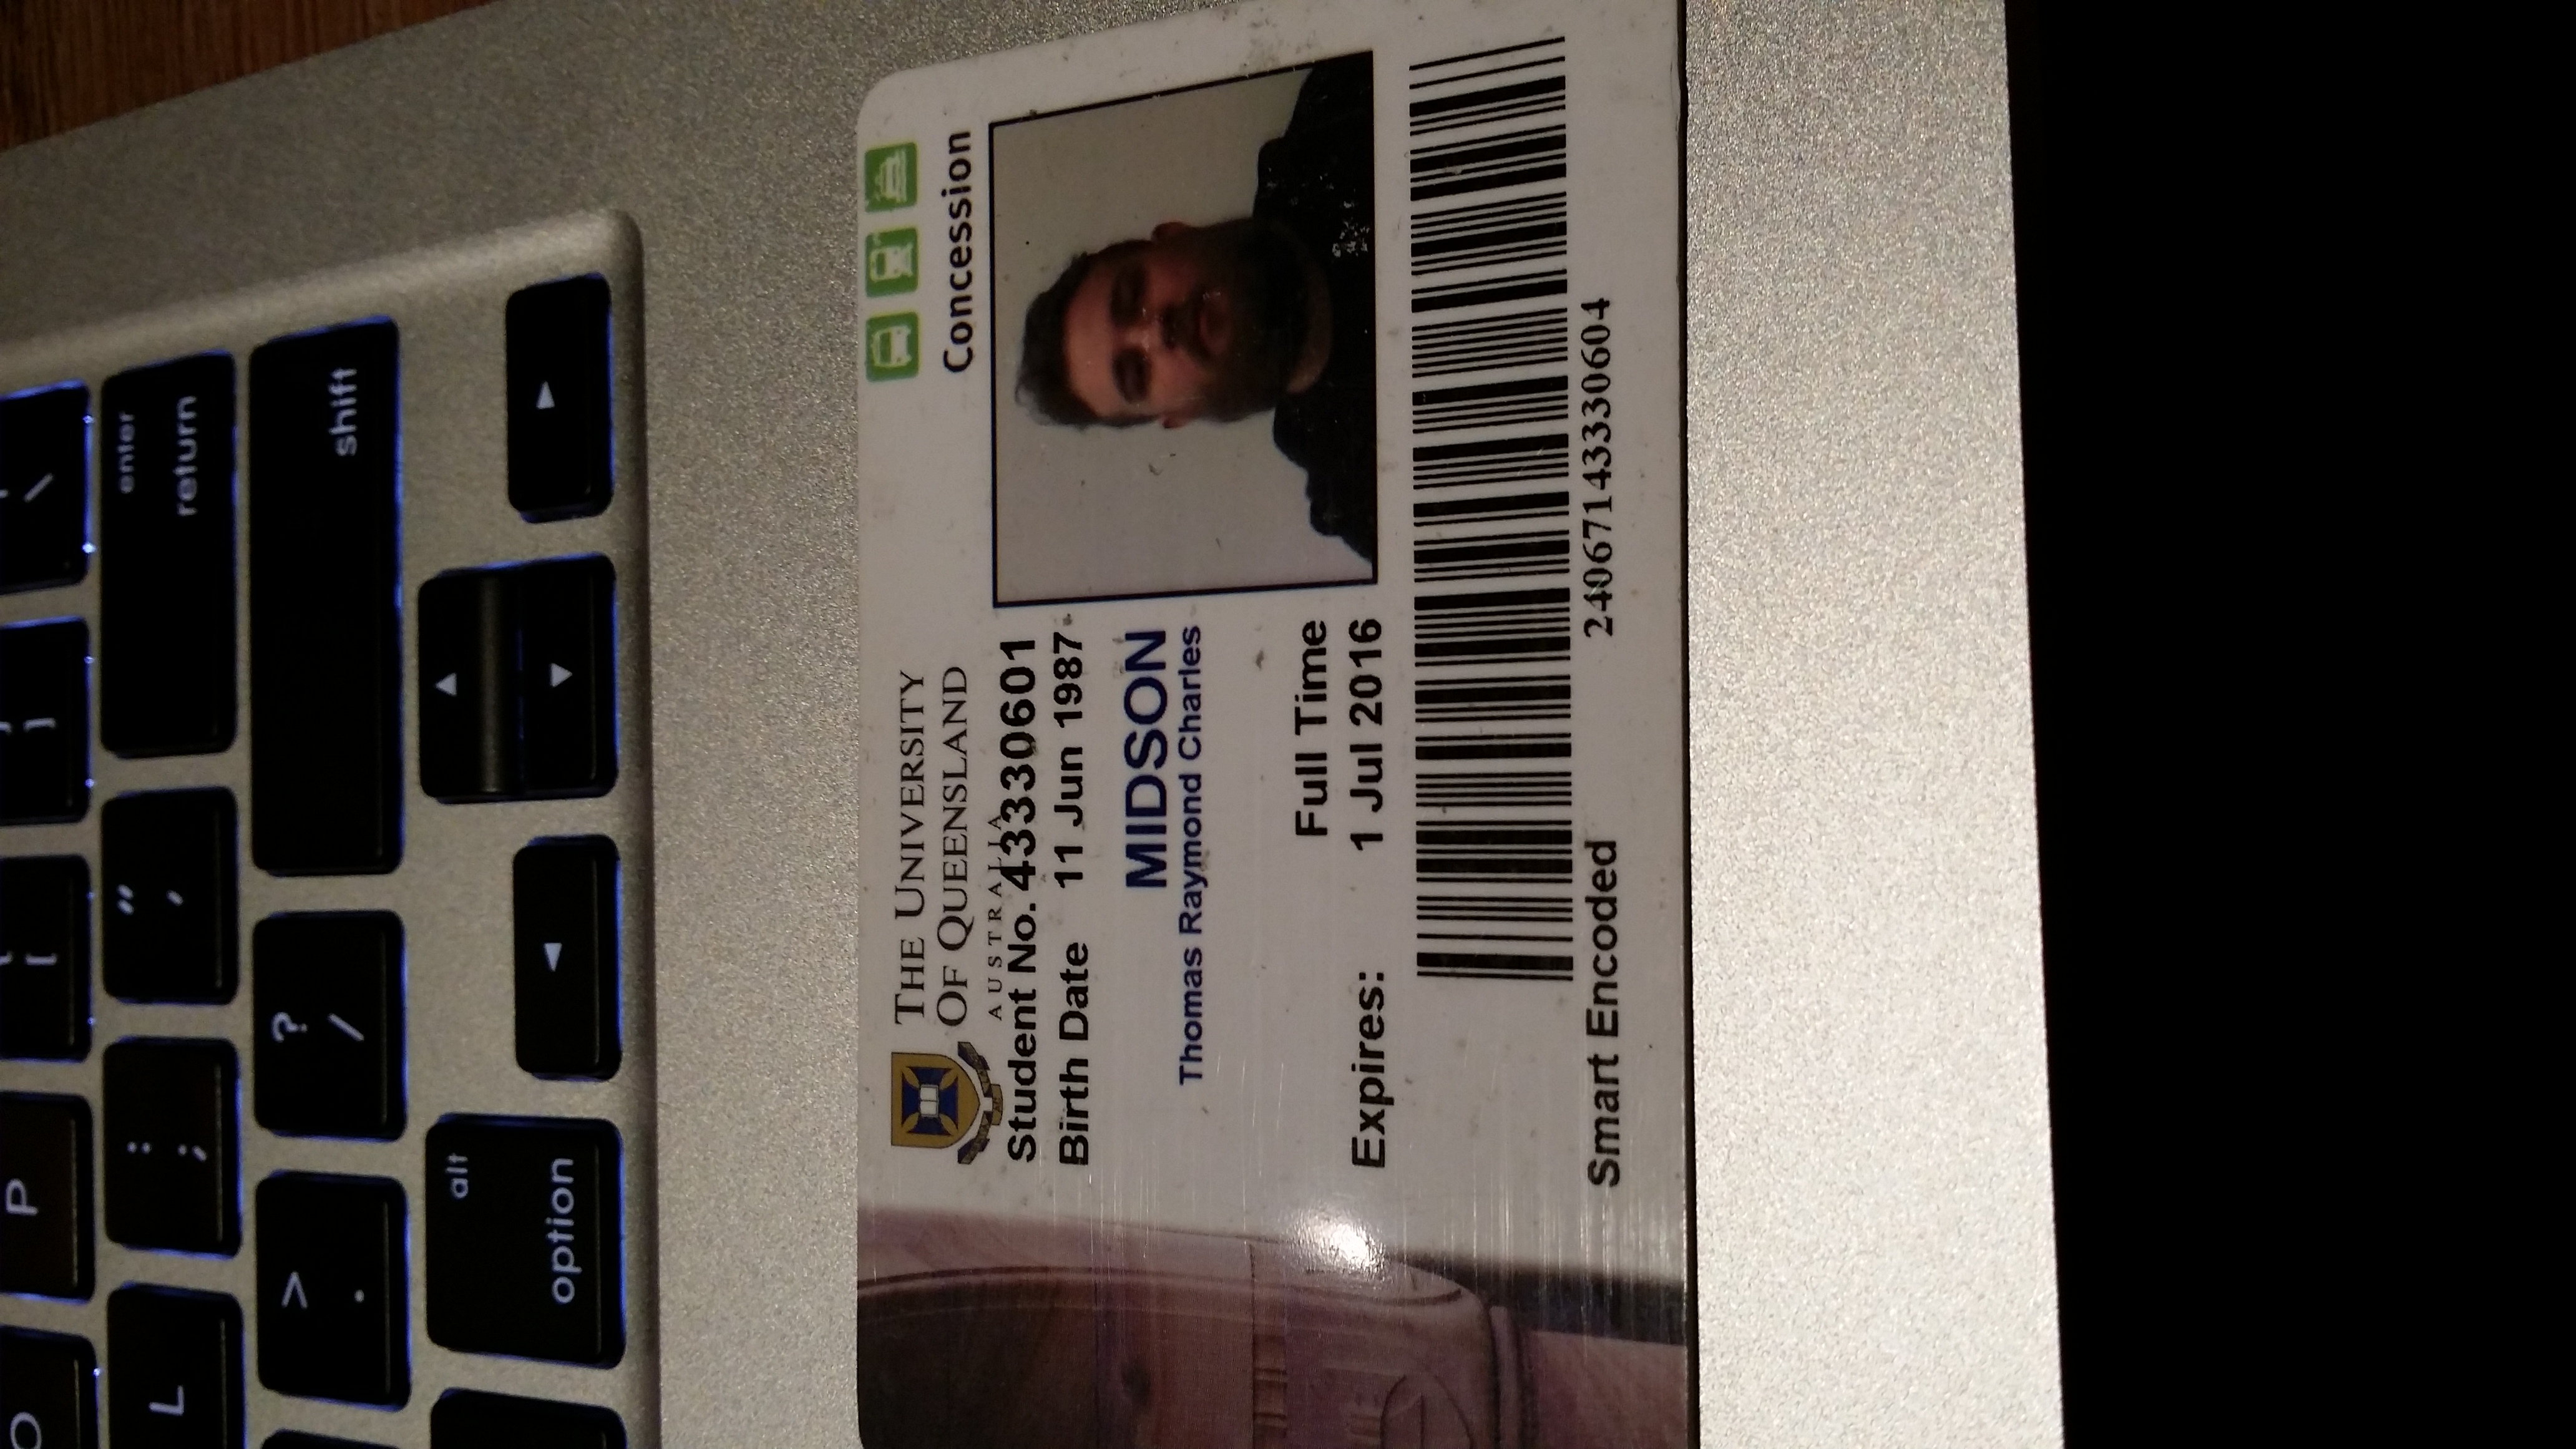 O P [ ] \
L : ; " ' enter
return
> . ? / shift
alt
option
THE UNIVERSITY
OF QUEENSLAND
AUSTRALIA
Concession
Student No. 43330601
Birth Date 11 Jun 1987
MIDSON
Thomas Raymond Charles
Full Time
Expires: 1 Jul 2016
Smart Encoded 24067143330604